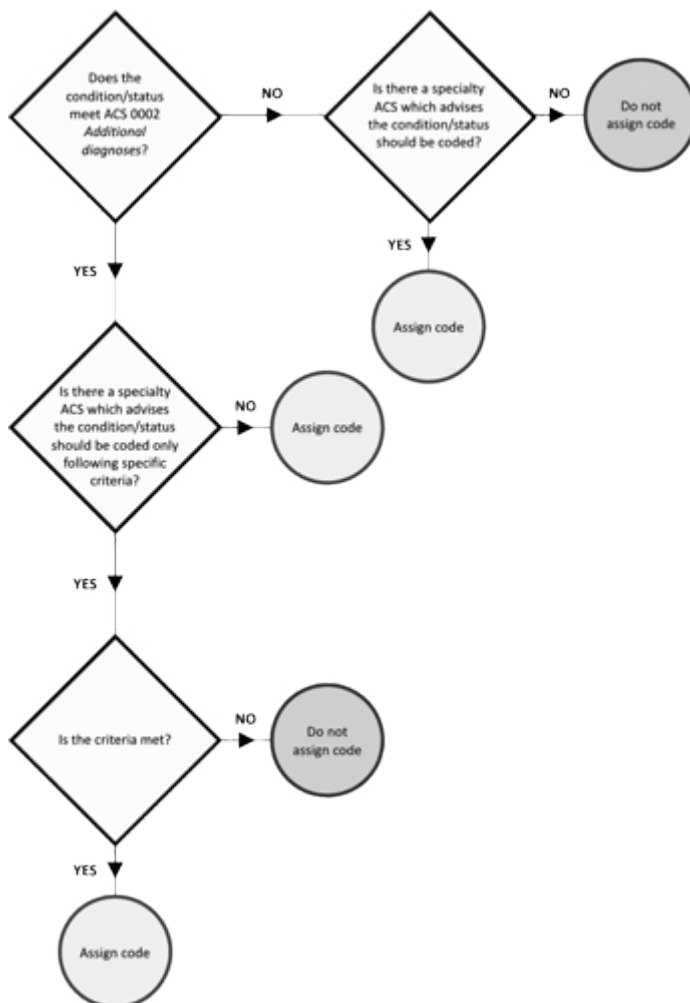 Does the
condition/status
meet ACS 0002
Additional
diagnoses?
NO
Is there a specialty
ACS which advises
the condition/status
should be coded?
NO
Do not
assign code
YES
YES
Assign code
Is there a specialty
ACS which advises
the condition/status
should be coded only
following specific
criteria?
NO
Assign code
YES
Is the criteria met?
NO
Do not
assign code
YES
Assign code